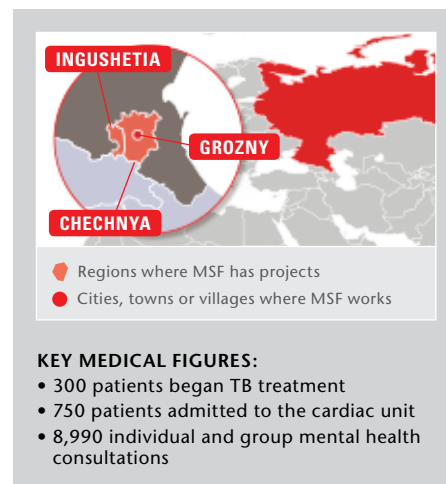 INGUSHETIA
GROZNY
CHECHNYA
Regions where MSF has projects
Cities, towns or villages where MSF works
KEY MEDICAL FIGURES:
• 300 patients began TB treatment
• 750 patients admitted to the cardiac unit
• 8,990 individual and group mental health
consultations